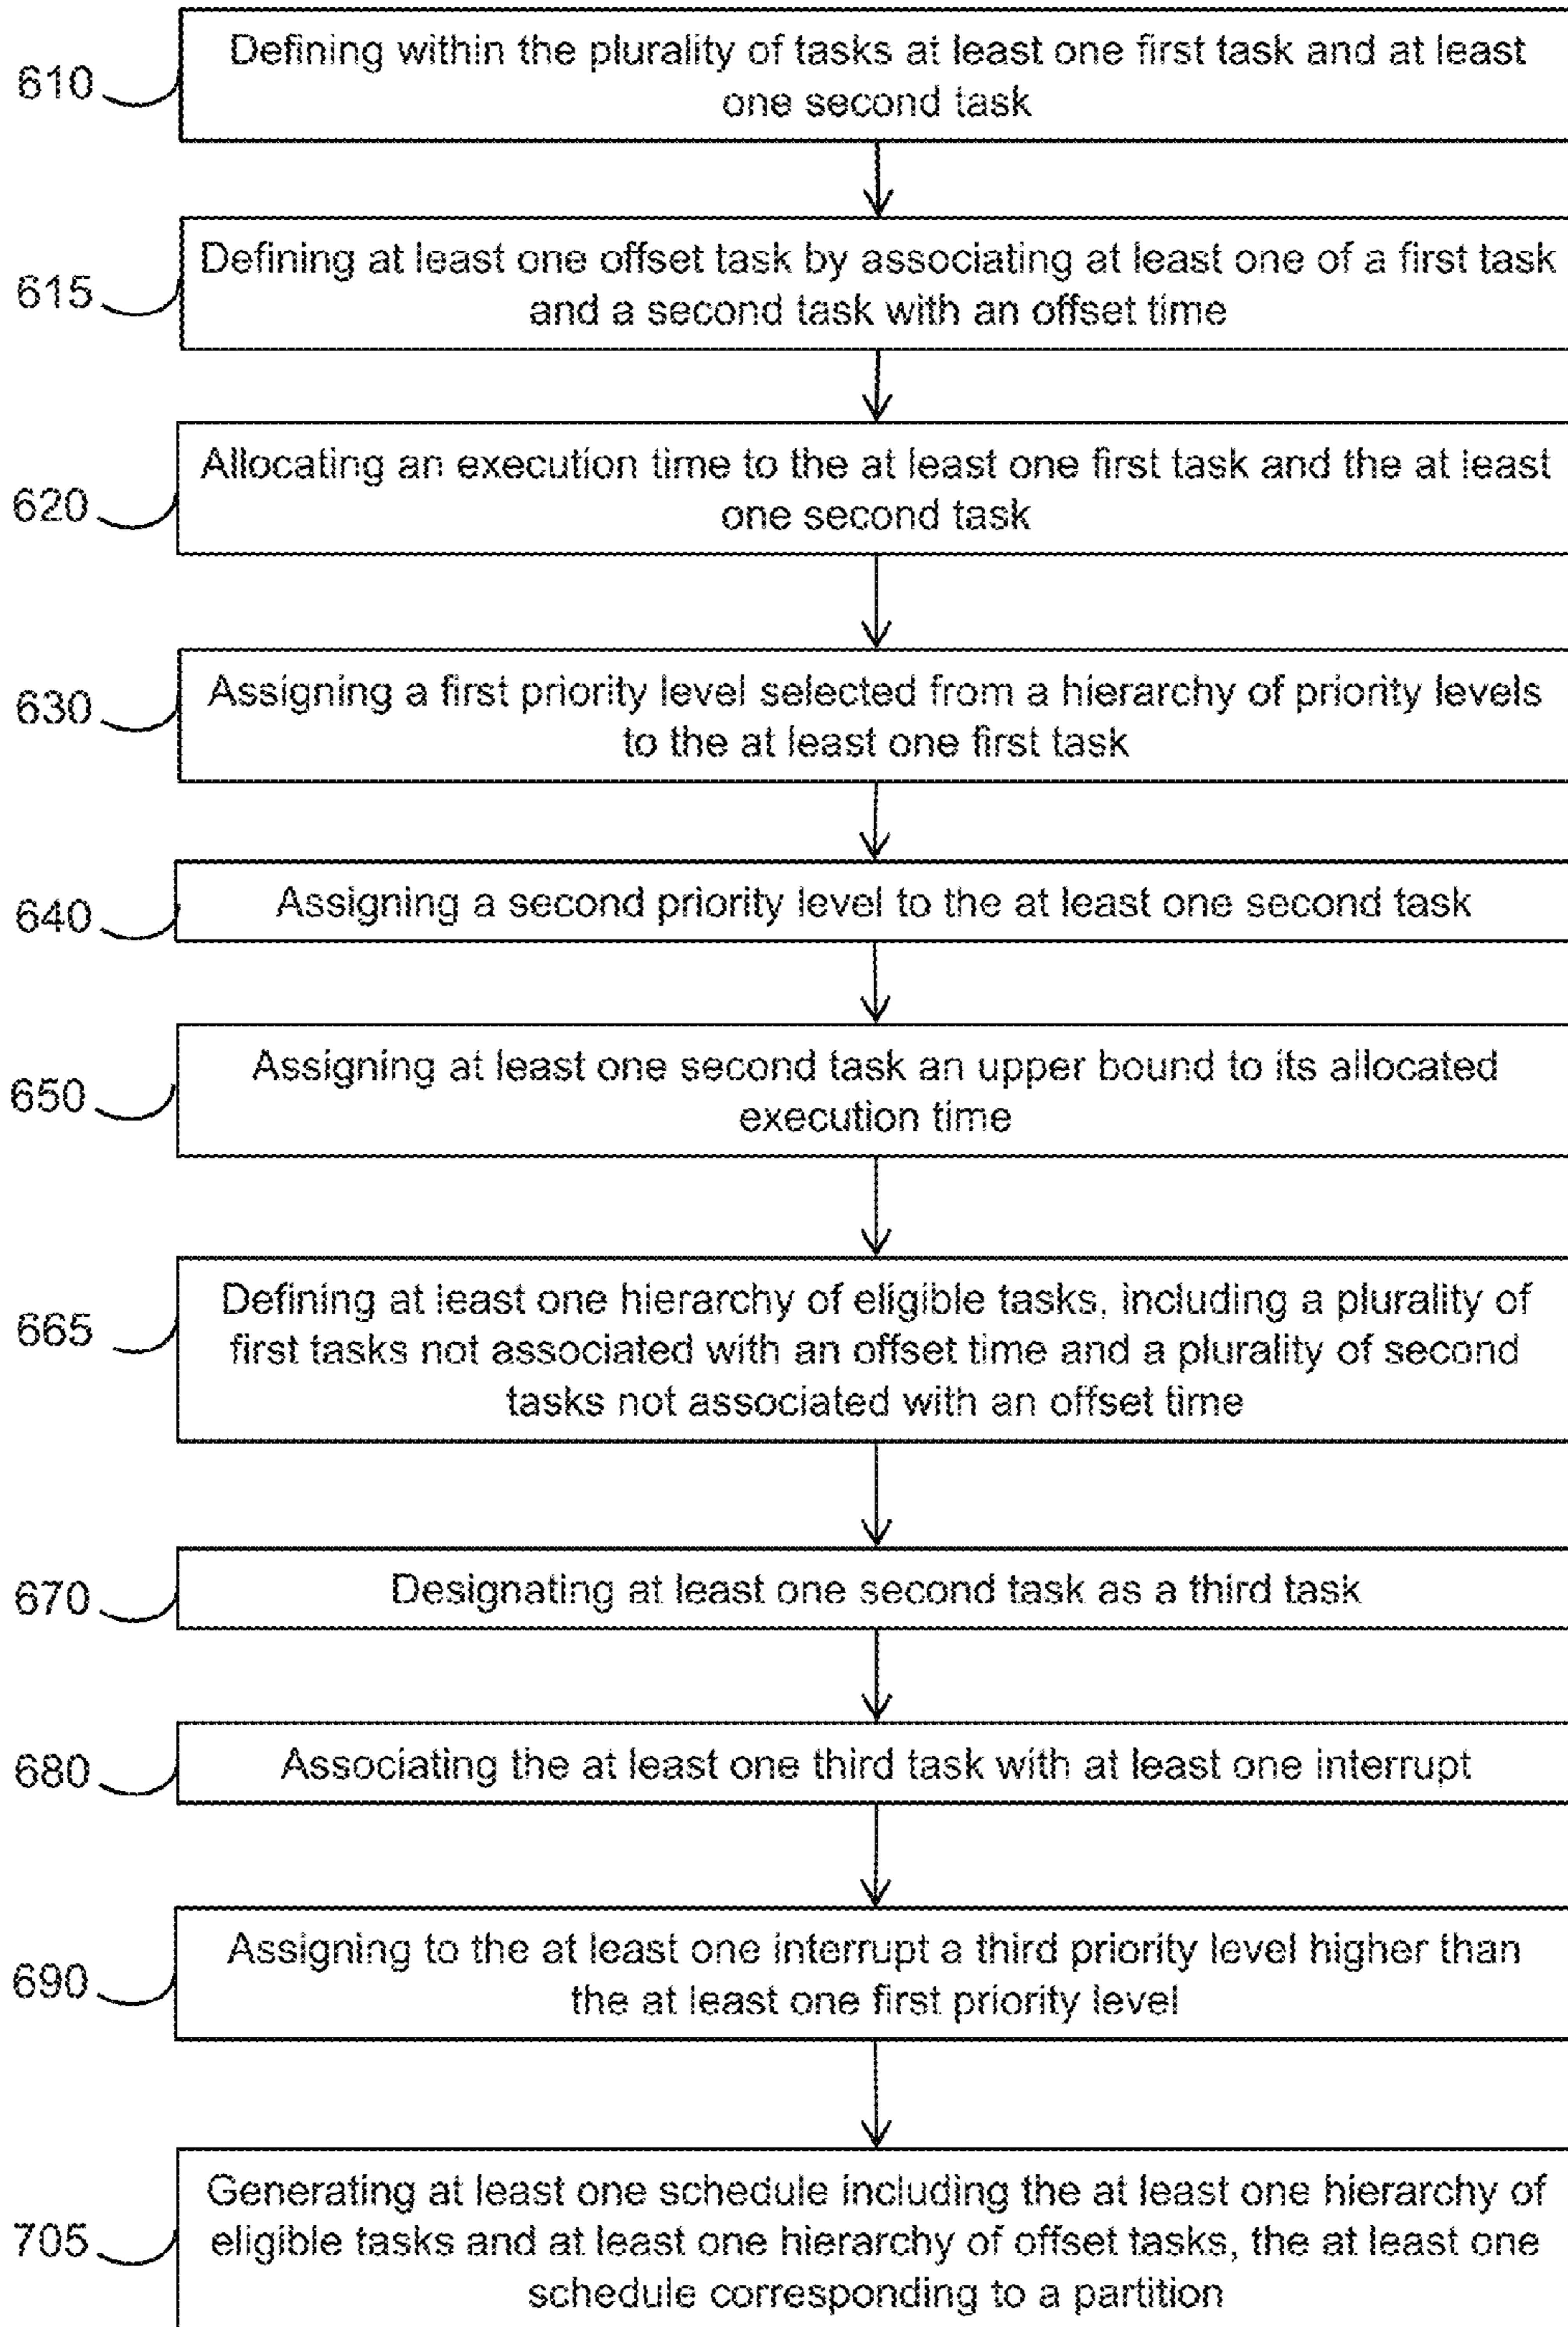 Defining within the plurality of tasks at least one first task and at least
610
one second task
Defining at least one offset task by associating at least one of a first task
615
and a second task with an offset time
Allocating an execution time to the at least one first task and the at least
620
one second task
Assigning a first priority level selected from a hierarchy of priority levels
630
to the at least one first task
640
Assigning a second priority level to the at least one second task
Assigning at least one second task an upper bound to its allocated
650
execution time
Defining at least one hierarchy of eligible tasks, including a plurality of
665
first tasks not associated with an offset time and a plurality of second
tasks not associated with an offset time
670
Designating at least one second task as a third task
680
Associating the at least one third task with at least one interrupt
Assigning to the at least one interrupt a third priority level higher than
690
the at least one first priority level
Generating at least one schedule including the at least one hierarchy of
705
eligible tasks and at least one hierarchy of offset tasks, the at least one
schedule corresponding to a partition